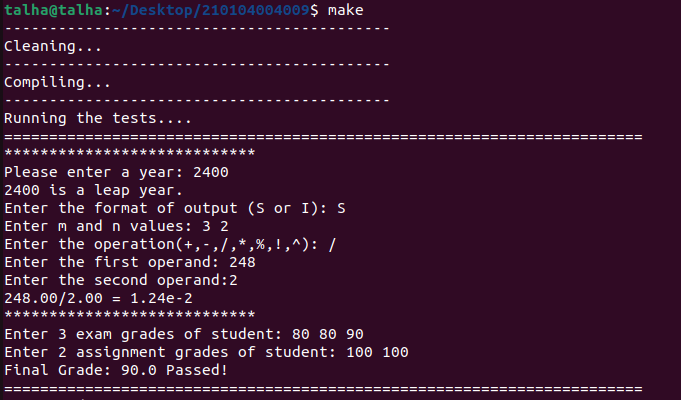 talha@talha:~/Desktop/210104004009$ make
-------------------------------------------
Cleaning...
-------------------------------------------
Compiling...
-------------------------------------------
Running the tests....
=======================================================================
****************************
Please enter a year: 2400
2400 is a leap year.
Enter the format of output (S or I): S
Enter m and n values: 3 2
Enter the operation(+,-,/,*,%,!,^): /
Enter the first operand: 248
Enter the second operand:2
248.00/2.00 = 1.24e-2
****************************
Enter 3 exam grades of student: 80 80 90
Enter 2 assignment grades of student: 100 100
Final Grade: 90.0 Passed!
=======================================================================